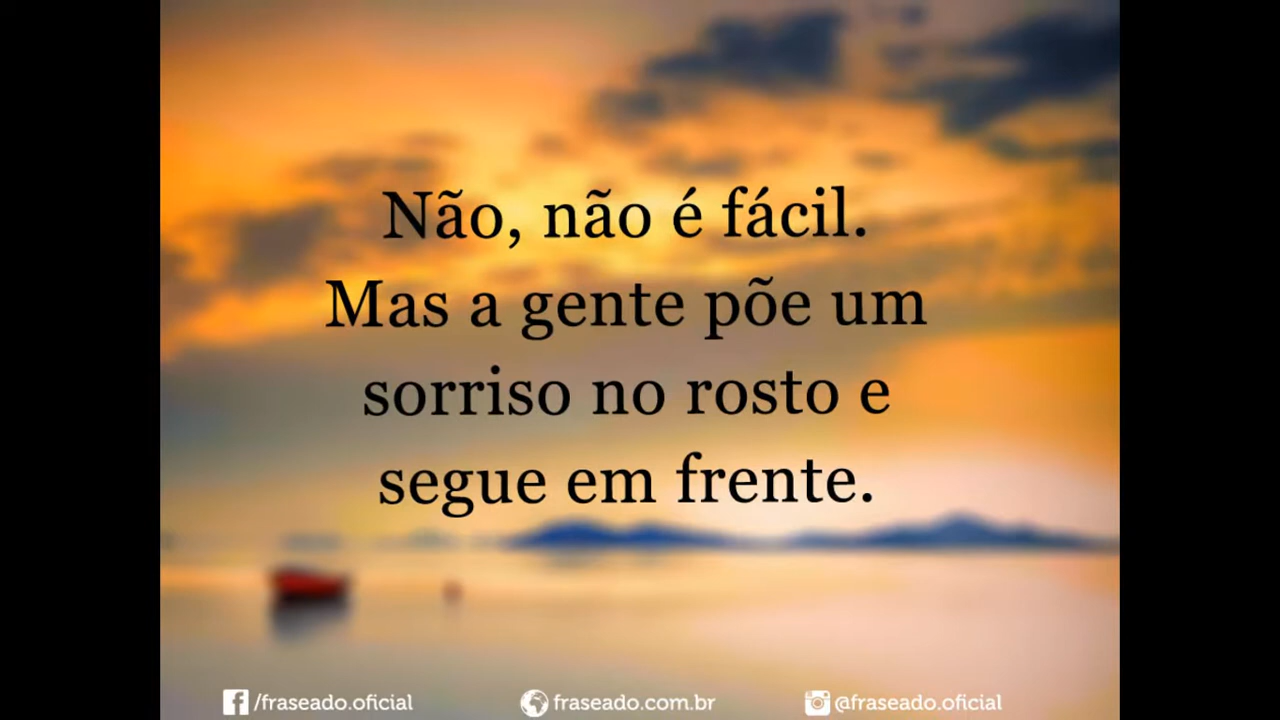 Não, não é fácil.
Mas a gente põe um
sorriso no rosto e
segue em frente.
/fraseado.oficial
fraseado.com.br
@fraseado.oficial